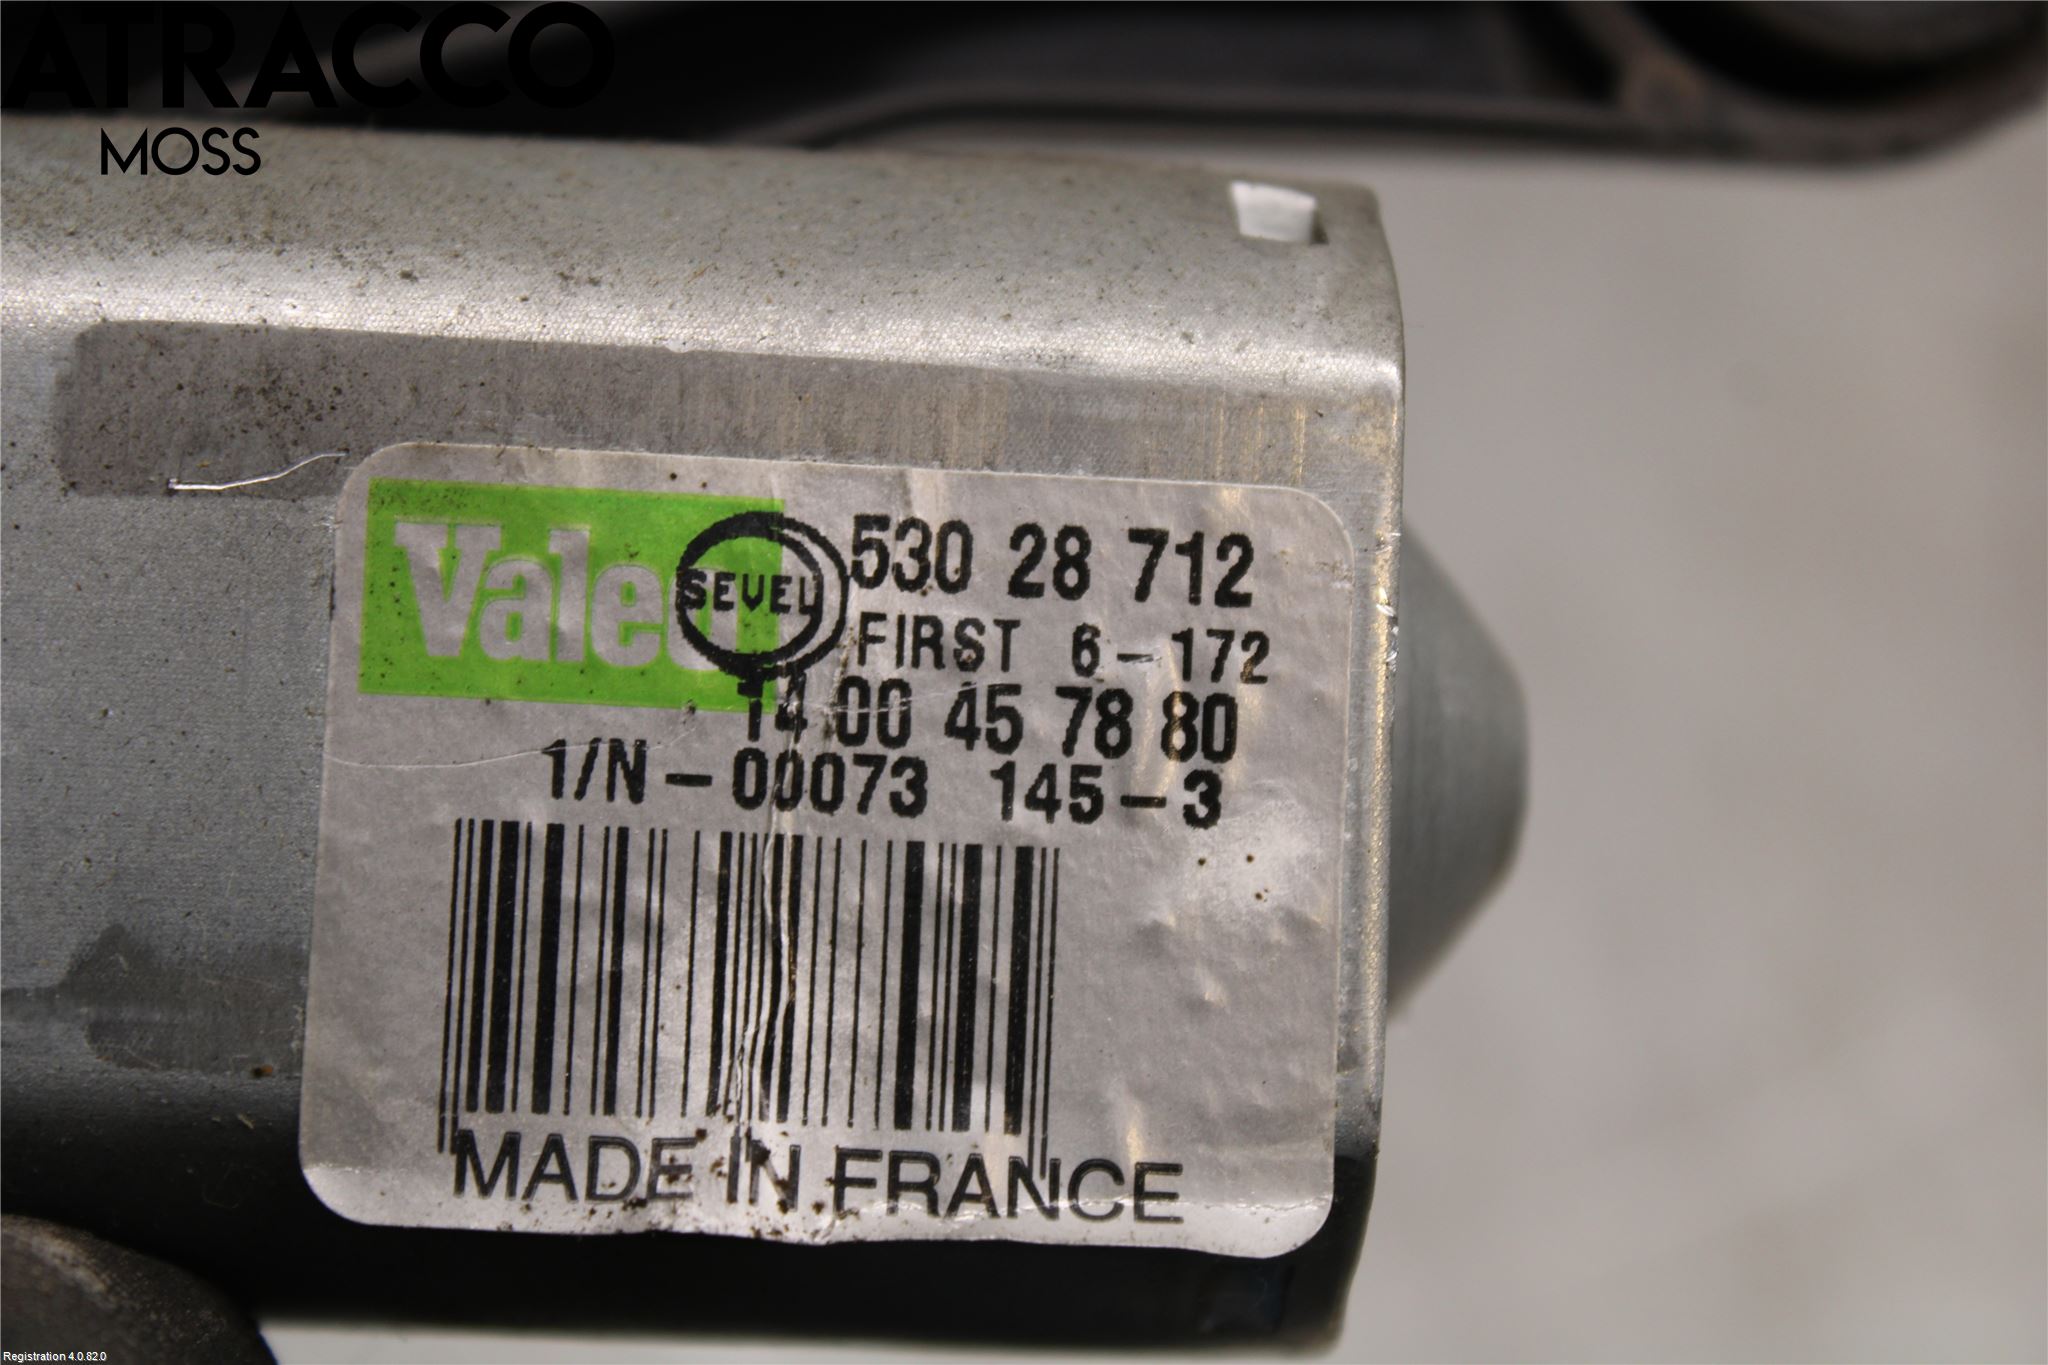 ATRACCO
MOSS
Valeo SEVEL 530 28 712
FIRST 6-172
14 00 45 78 80
1/N-00073 145-3
MADE IN FRANCE
Registration 4.0.82.0